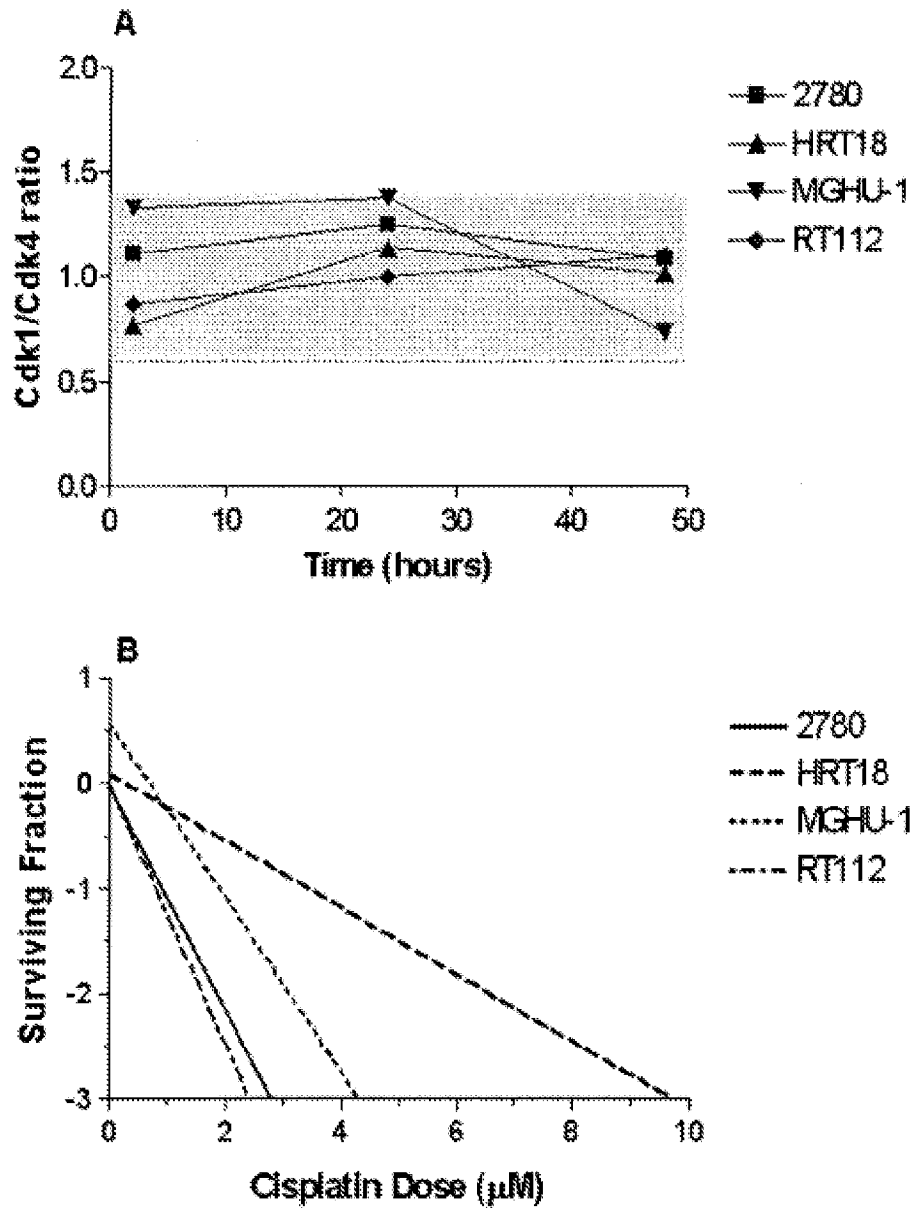 A
2.0
1.5
1.0
0.5
0.0
Cdk1/Cdk4 ratio
0 10 20 30 40 50
Time (hours)
2780
HRT18
MGHU-1
RT112
B
1
0
-1
-2
-3
Surviving Fraction
0 2 4 6 8 10
Cisplatin Dose (μM)
2780
HRT18
MGHU-1
RT112